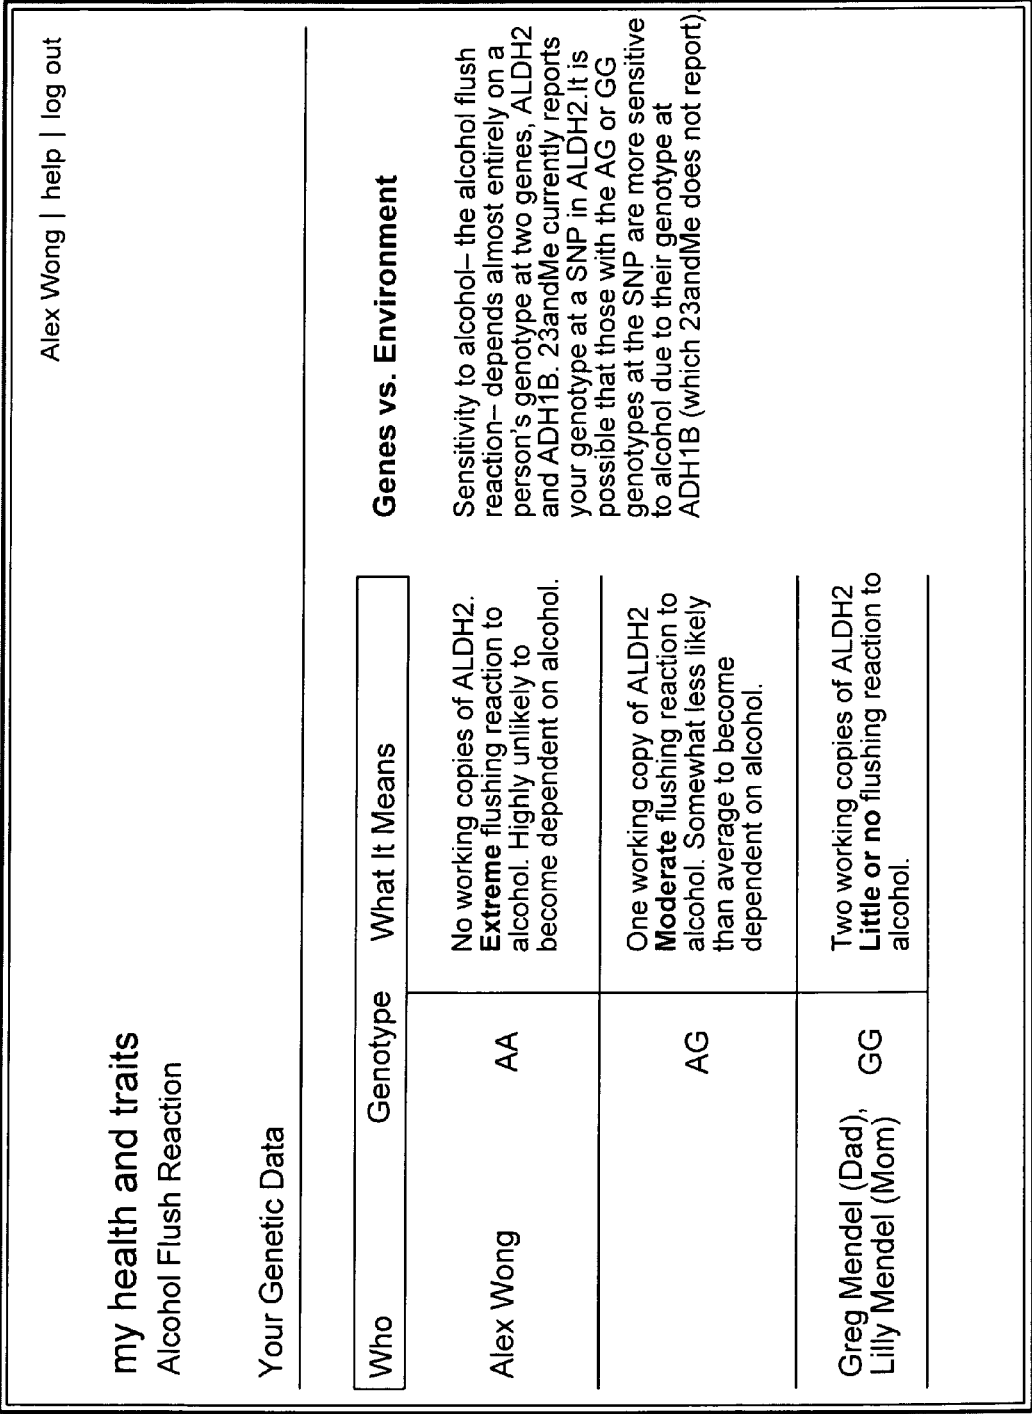 Alex Wong | help | log out
my health and traits
Alcohol Flush Reaction
Your Genetic Data
Who
Genotype
What It Means
Alex Wong
AA
No working copies of ALDH2.
Extreme flushing reaction to
alcohol. Highly unlikely to
become dependent on alcohol.
AG
One working copy of ALDH2
Moderate flushing reaction to
alcohol. Somewhat less likely
than average to become
dependent on alcohol.
Greg Mendel (Dad),
Lilly Mendel (Mom)
GG
Two working copies of ALDH2
Little or no flushing reaction to
alcohol.
Genes vs. Environment
Sensitivity to alcohol– the alcohol flush
reaction– depends almost entirely on a
person's genotype at two genes, ALDH2
and ADH1B. 23andMe currently reports
your genotype at a SNP in ALDH2.It is
possible that those with the AG or GG
genotypes at the SNP are more sensitive
to alcohol due to their genotype at
ADH1B (which 23andMe does not report).